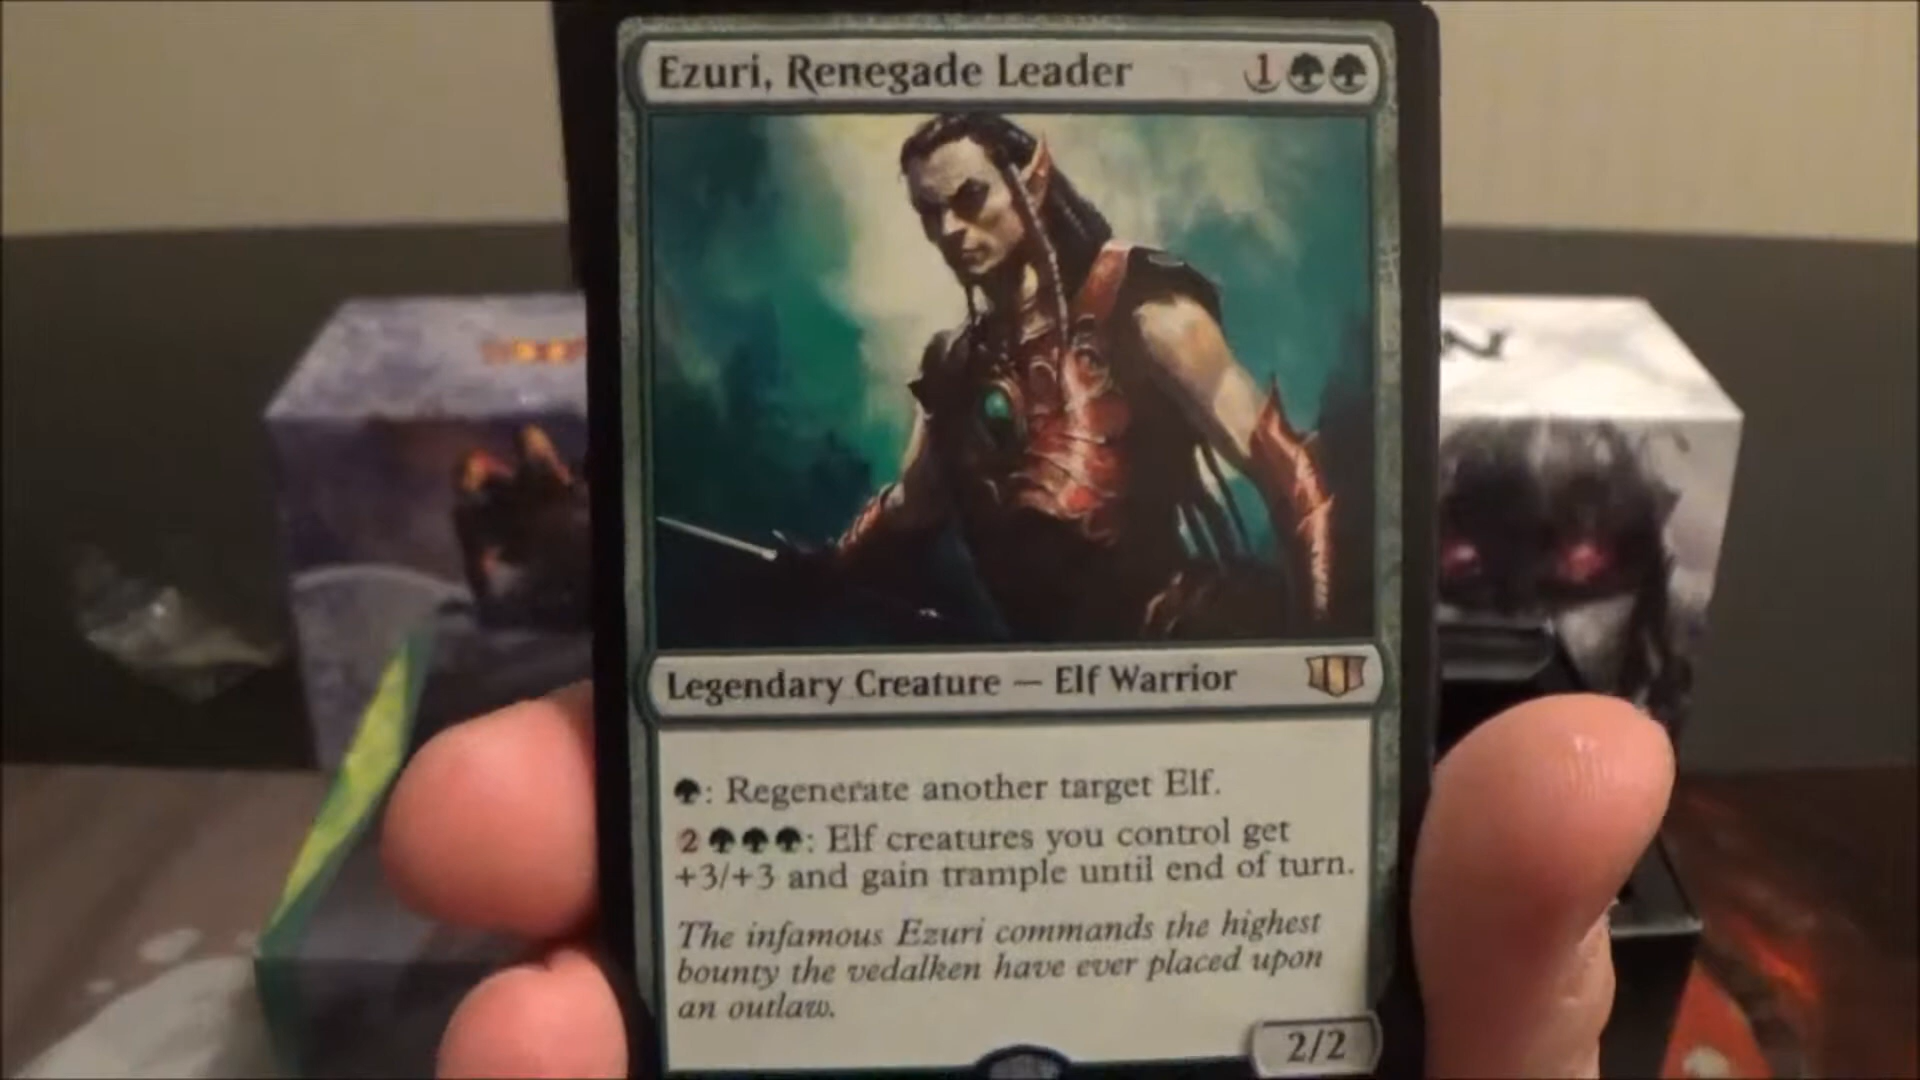 Ezuri, Renegade Leader 1
Legendary Creature — Elf Warrior
: Regenerate another target Elf.
2 : Elf creatures you control get
+3/+3 and gain trample until end of turn.
The infamous Ezuri commands the highest
bounty the vedalken have ever placed upon
an outlaw.
2/2